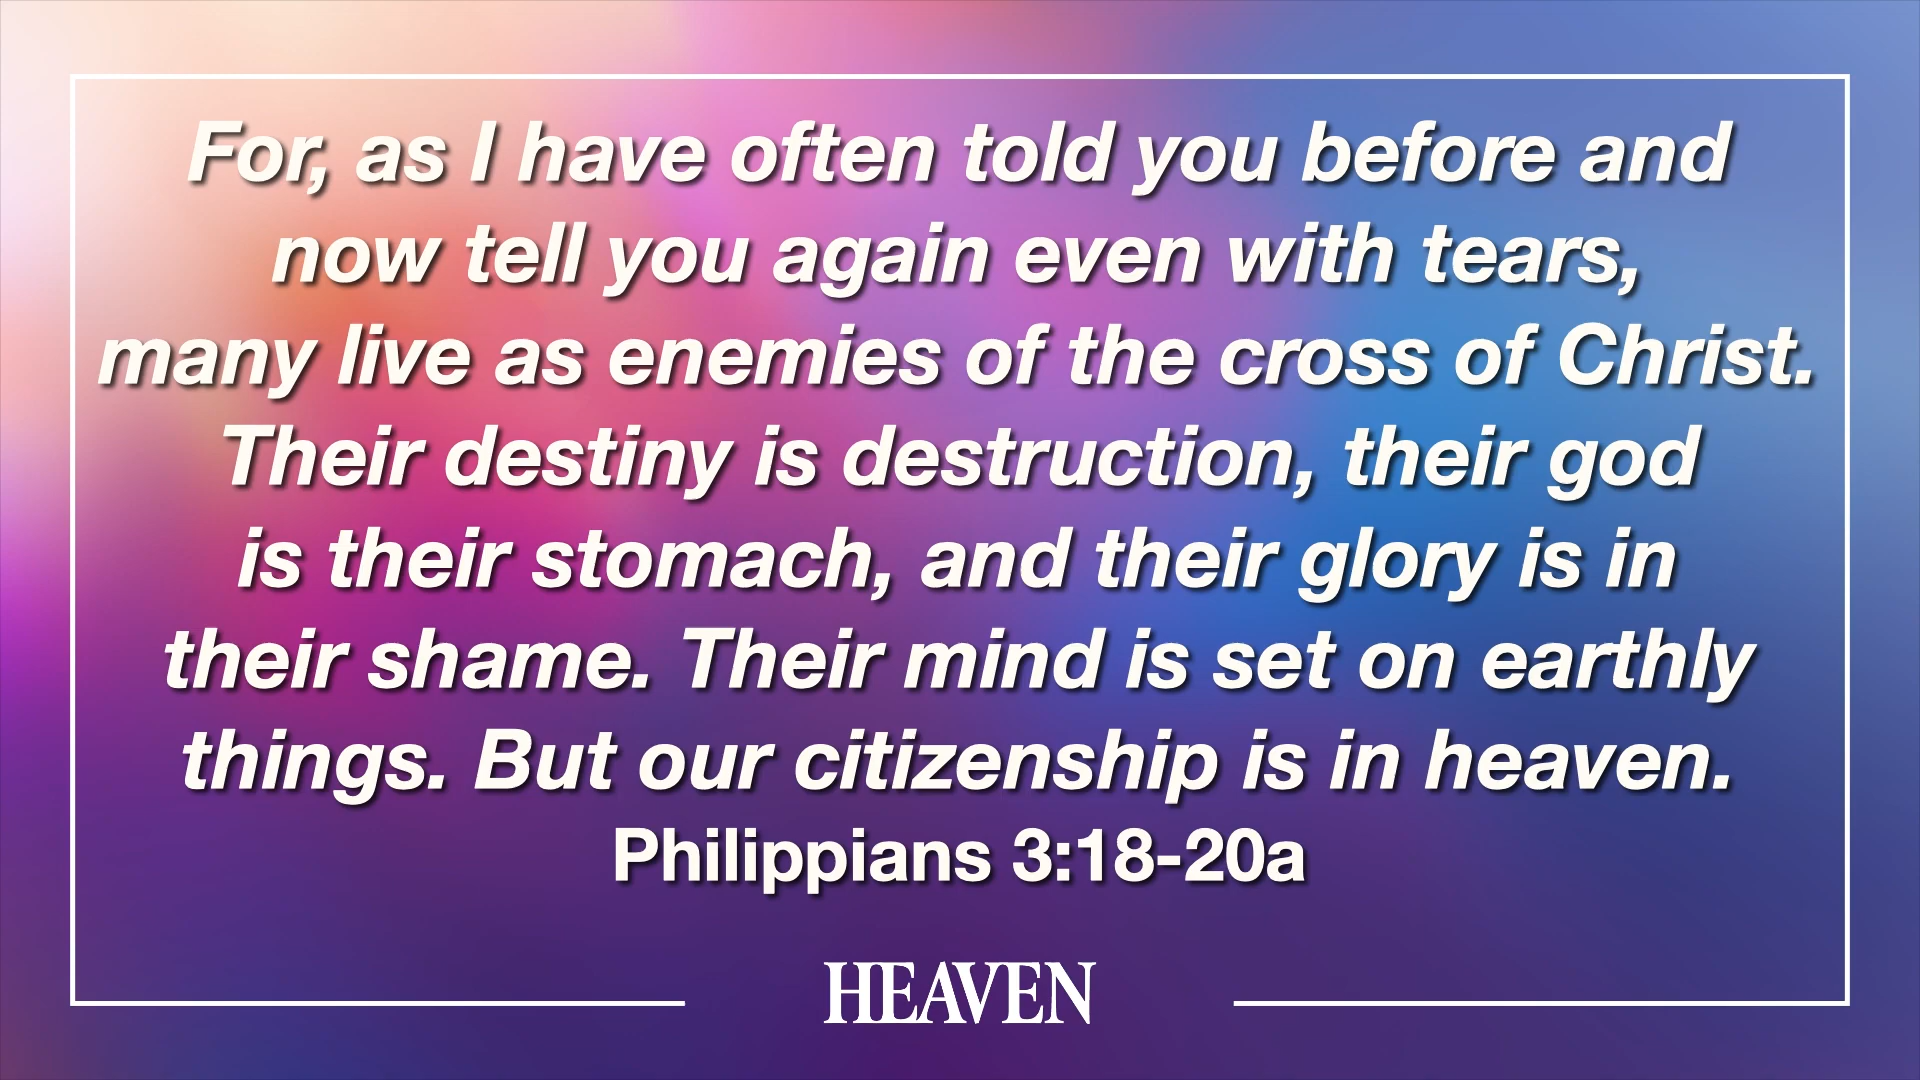 For, as I have often told you before and
now tell you again even with tears,
many live as enemies of the cross of Christ.
Their destiny is destruction, their god
is their stomach, and their glory is in
their shame. Their mind is set on earthly
things. But our citizenship is in heaven.
Philippians 3:18-20a
HEAVEN